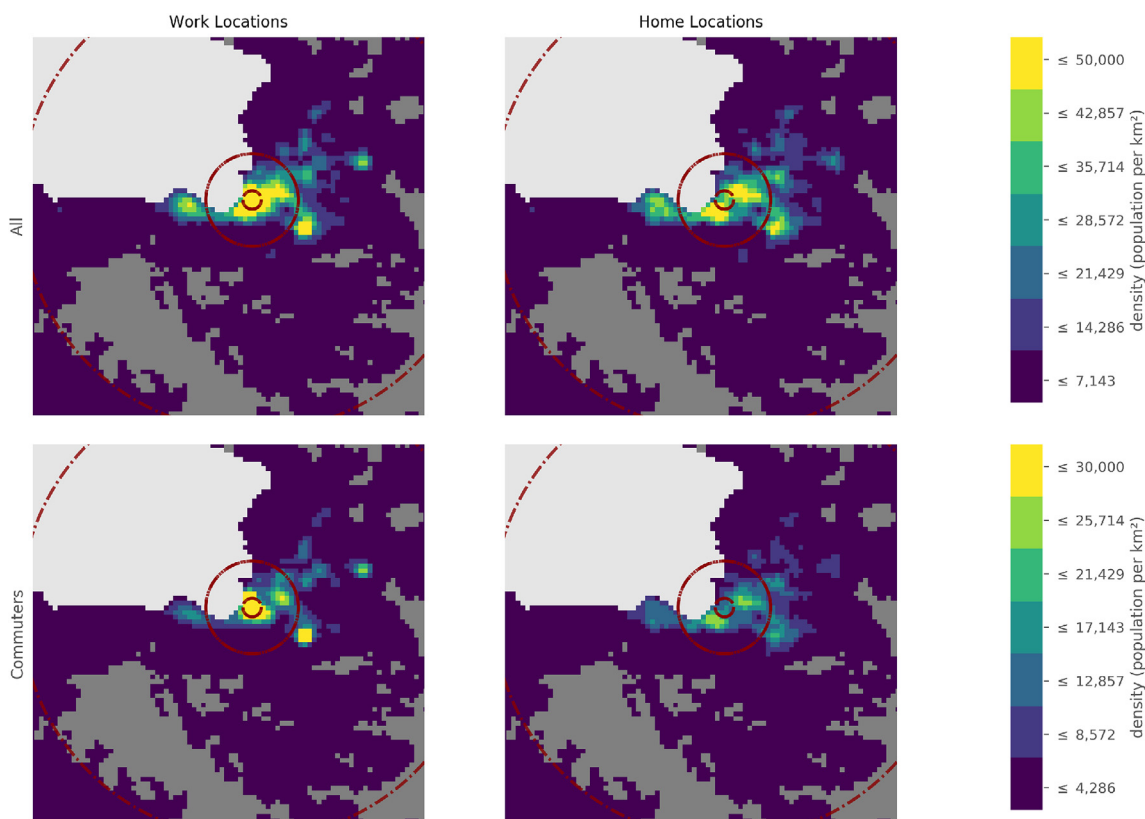 Work Locations
Home Locations
All
≤ 50,000
≤ 42,857
≤ 35,714
≤ 28,572
≤ 21,429
≤ 14,286
≤ 7,143
density (population per km²)
Commuters
≤ 30,000
≤ 25,714
≤ 21,429
≤ 17,143
≤ 12,857
≤ 8,572
≤ 4,286
density (population per km²)